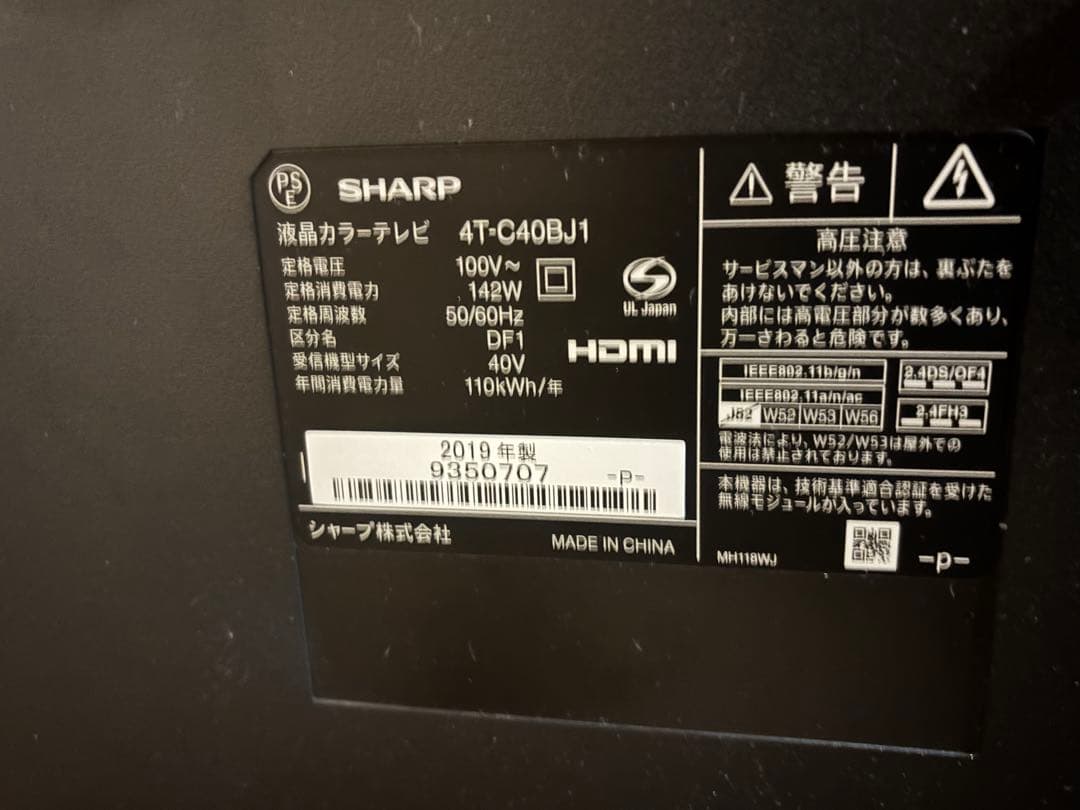 PSE
SHARP
液晶カラーテレビ 4T-C40BJ1
定格電圧 100V~
定格消費電力 142W
定格周波数 50/60Hz
区分名 DF1
受信機型サイズ 40V
年間消費電力量 110kWh/年
UL Japan
HDMI
2019年製
9350707 -P-
シャープ株式会社
MADE IN CHINA
警告
高圧注意
サービスマン以外の方は、裏ぶたを
あけないでください。
内部には高電圧部分が数多くあり、
万一さわると危険です。
IEEE802.11b/g/n
IEEE802.11a/n/ac
J52 W52 W53 W56
2.4DS/OF4
2.4FH3
電波法により、W52/W53は屋外での
使用は禁止されております。
本機器は、技術基準適合認証を受けた
無線モジュールが入っています。
MH118WJ
-P-